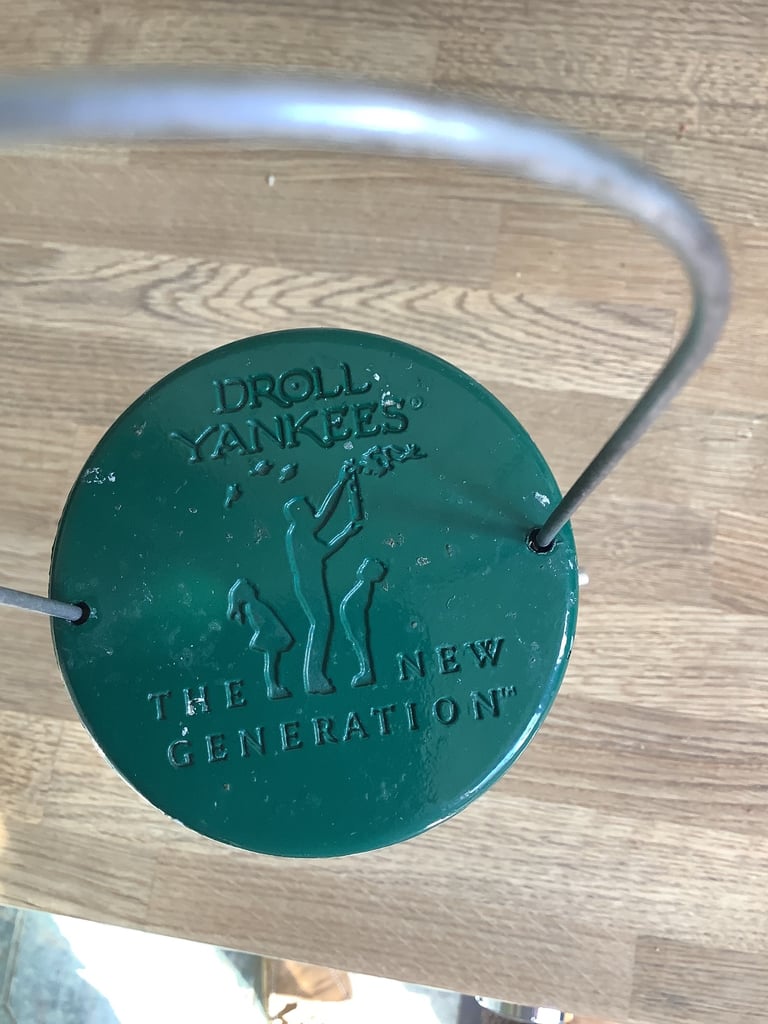 DROLL
YANKEES®
THE NEW
GENERATION™